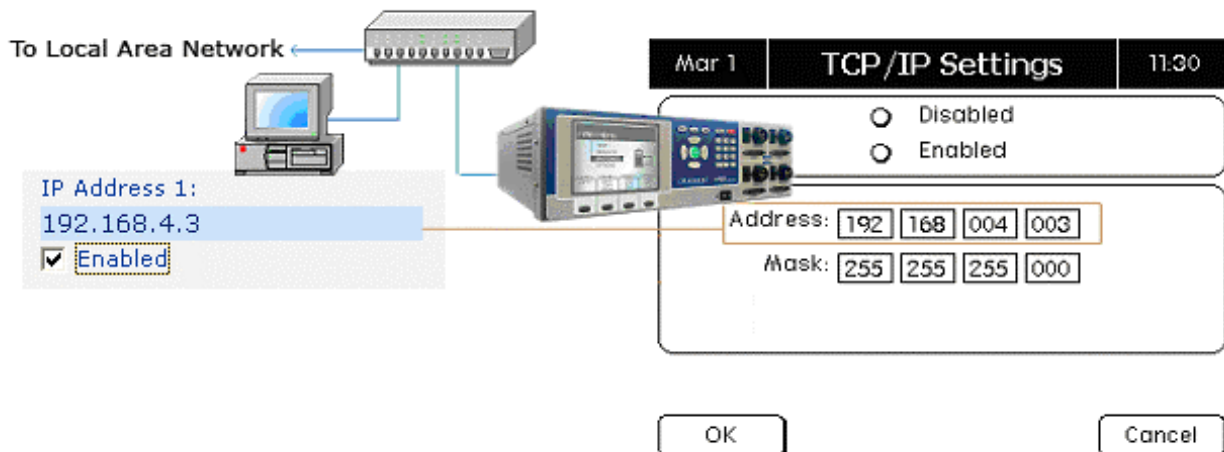 To Local Area Network
IP Address 1:
192.168.4.3
Enabled
Mar 1 TCP/IP Settings 11:30
Disabled
Enabled
Address: 192 168 004 003
Mask: 255 255 255 000
OK Cancel